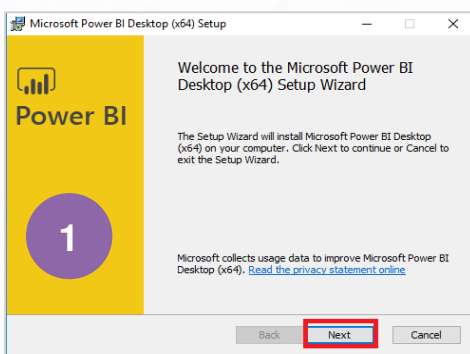 Microsoft Power BI Desktop (x64) Setup
Power BI
1
Welcome to the Microsoft Power BI
Desktop (x64) Setup Wizard
The Setup Wizard will install Microsoft Power BI Desktop
(x64) on your computer. Click Next to continue or Cancel to
exit the Setup Wizard.
Microsoft collects usage data to improve Microsoft Power BI
Desktop (x64). Read the privacy statement online
Back Next Cancel